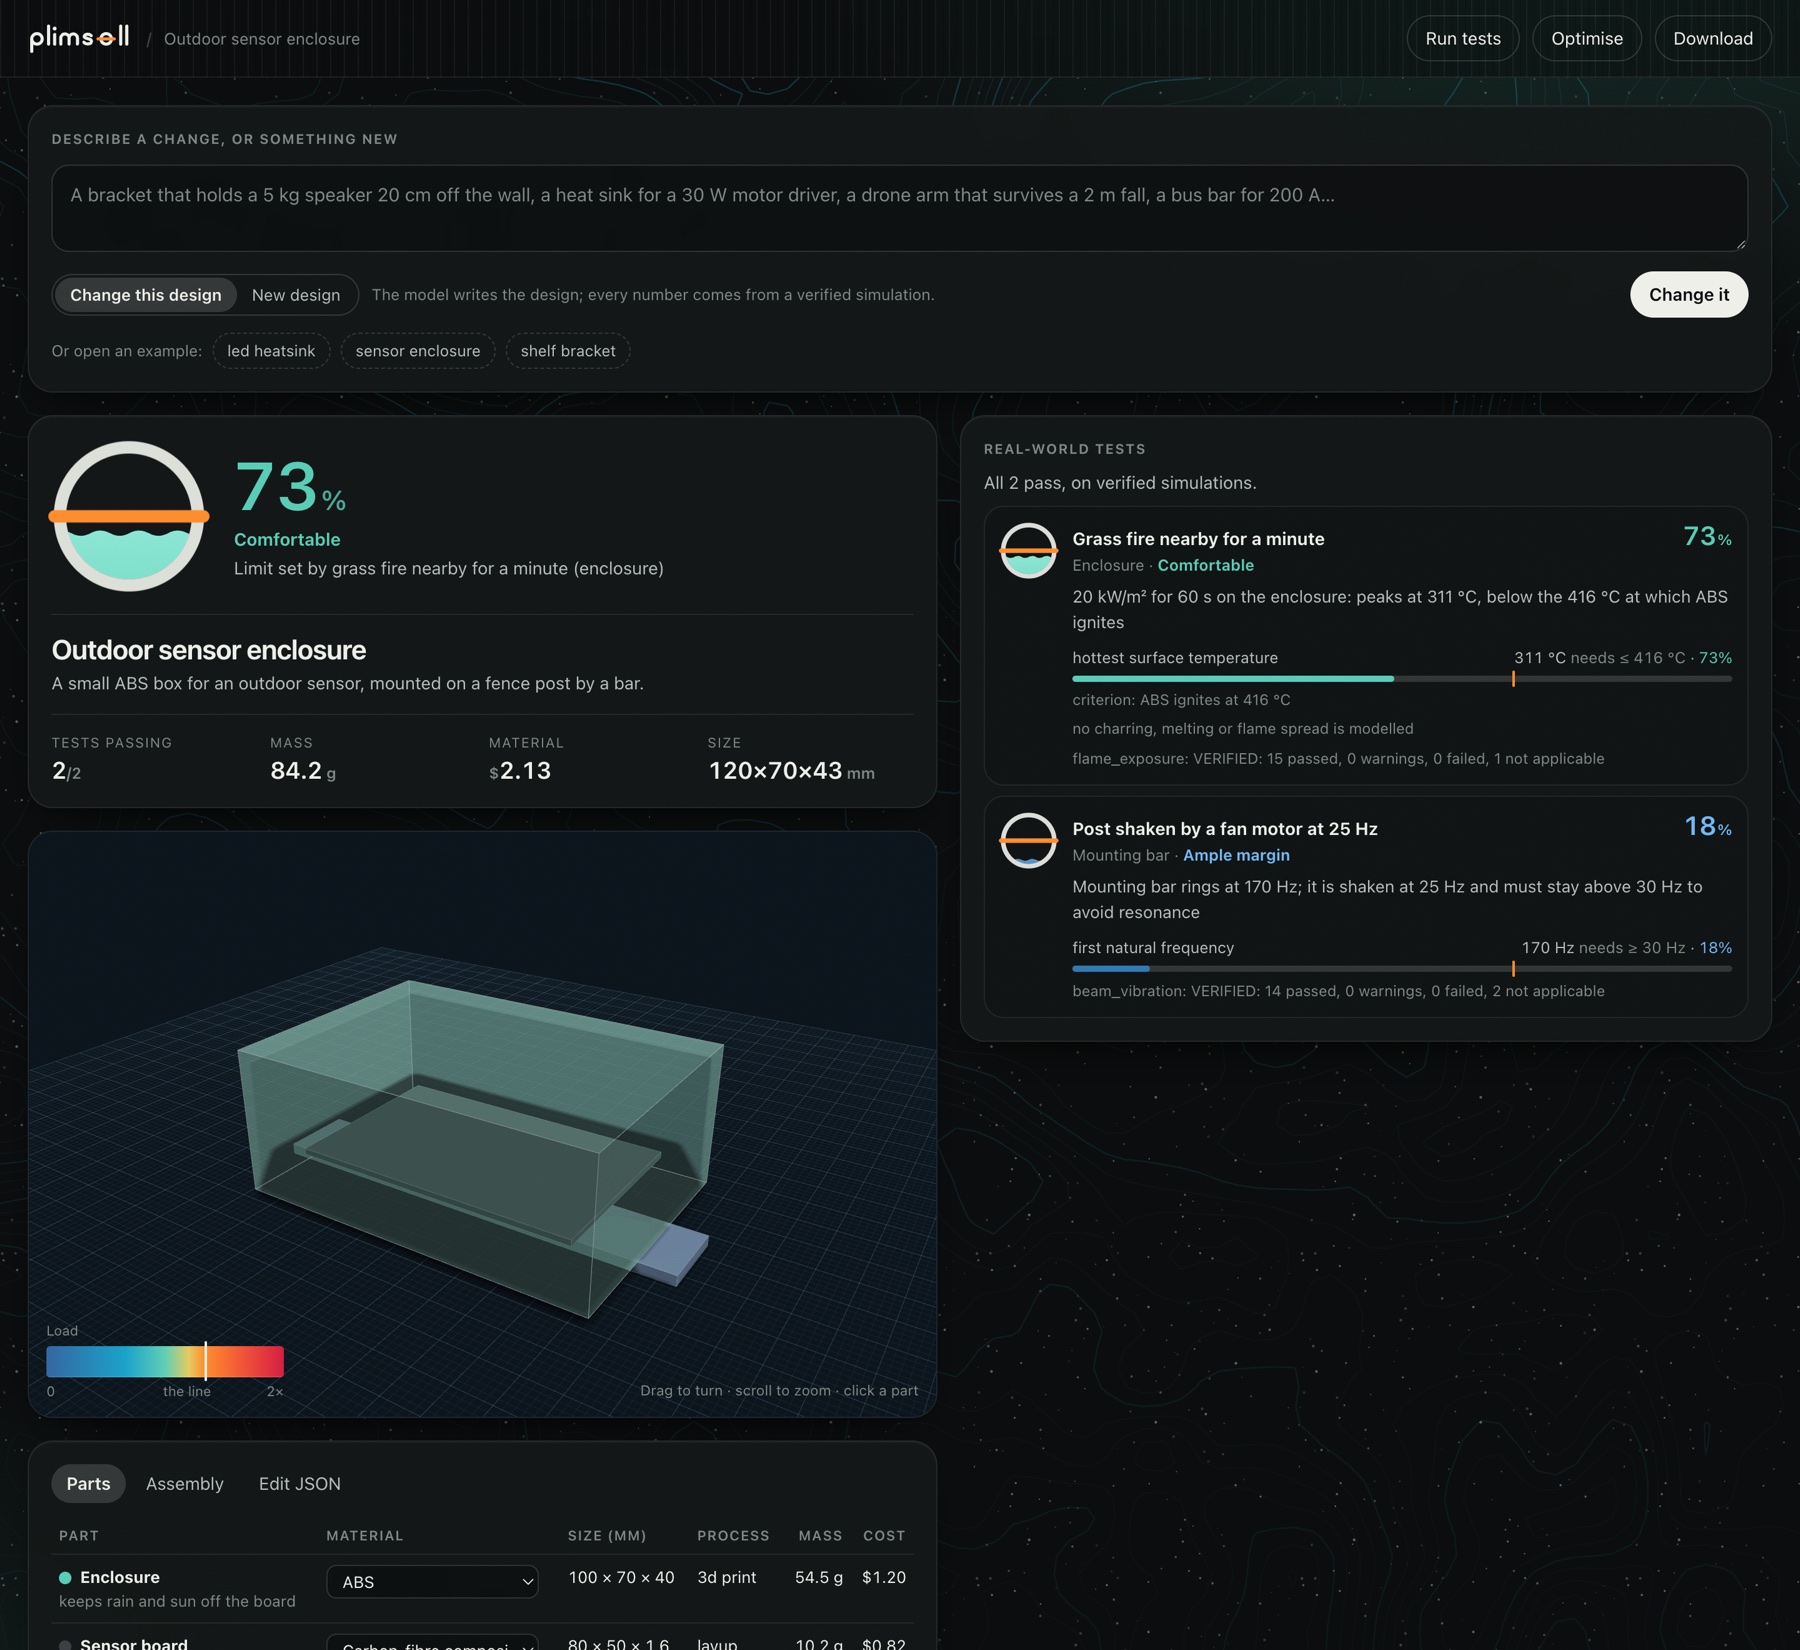 plimsoll / Outdoor sensor enclosure
Run tests
Optimise
Download
DESCRIBE A CHANGE, OR SOMETHING NEW
A bracket that holds a 5 kg speaker 20 cm off the wall, a heat sink for a 30 W motor driver, a drone arm that survives a 2 m fall, a bus bar for 200 A...
Change this design
New design
The model writes the design; every number comes from a verified simulation.
Change it
Or open an example:
led heatsink
sensor enclosure
shelf bracket
73%
Comfortable
Limit set by grass fire nearby for a minute (enclosure)
Outdoor sensor enclosure
A small ABS box for an outdoor sensor, mounted on a fence post by a bar.
TESTS PASSING
2/2
MASS
84.2 g
MATERIAL
$2.13
SIZE
120×70×43 mm
REAL-WORLD TESTS
All 2 pass, on verified simulations.
Grass fire nearby for a minute
73%
Enclosure · Comfortable
20 kW/m² for 60 s on the enclosure: peaks at 311 °C, below the 416 °C at which ABS
ignites
hottest surface temperature
311 °C needs ≤ 416 °C · 73%
criterion: ABS ignites at 416 °C
no charring, melting or flame spread is modelled
flame_exposure: VERIFIED: 15 passed, 0 warnings, 0 failed, 1 not applicable
Post shaken by a fan motor at 25 Hz
18%
Mounting bar · Ample margin
Mounting bar rings at 170 Hz; it is shaken at 25 Hz and must stay above 30 Hz to
avoid resonance
first natural frequency
170 Hz needs ≥ 30 Hz · 18%
beam_vibration: VERIFIED: 14 passed, 0 warnings, 0 failed, 2 not applicable
Load
0
the line
2×
Drag to turn · scroll to zoom · click a part
Parts
Assembly
Edit JSON
PART MATERIAL SIZE (MM) PROCESS MASS COST
Enclosure ABS 100 × 70 × 40 3d print 54.5 g $1.20
keeps rain and sun off the board
Sensor board Carbon-fibre composi 80 × 50 × 1.6 layup 10.2 g $0.82